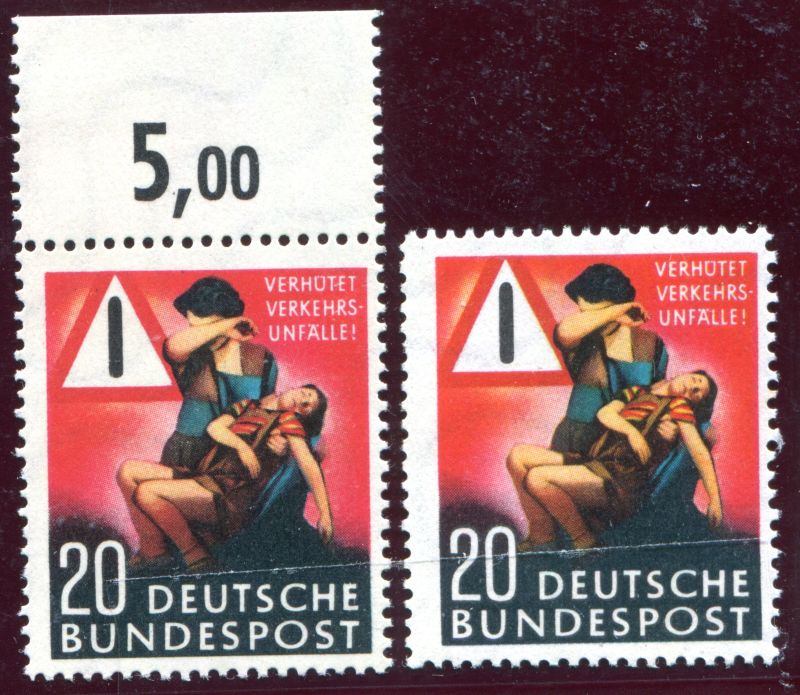 5,00
VERHÜTET
VERKEHRS-
UNFÄLLE!
20 DEUTSCHE
BUNDESPOST
VERHÜTET
VERKEHRS-
UNFÄLLE!
20 DEUTSCHE
BUNDESPOST